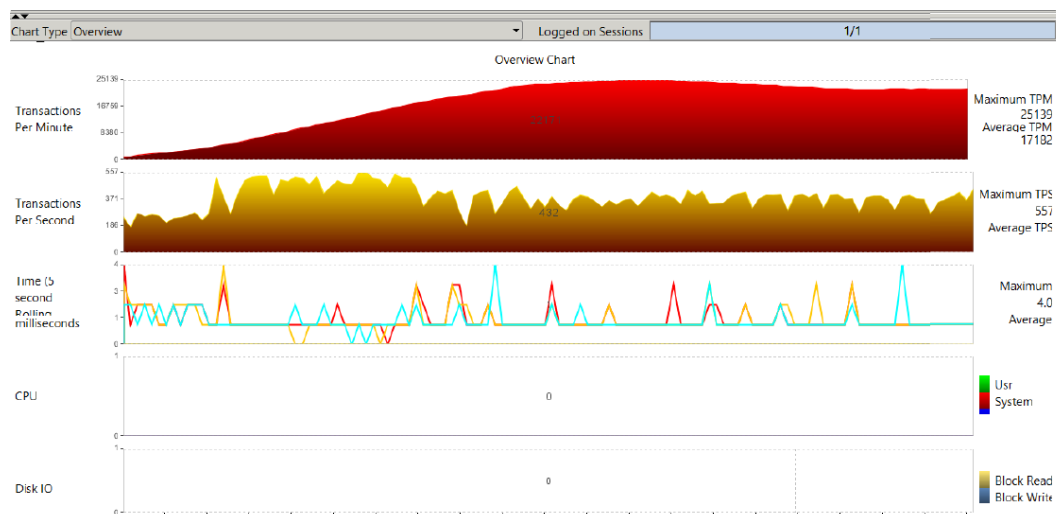 Chart Type Overview Logged on Sessions 1/1
Overview Chart
Transactions
Per Minute
25139
16759
8380
0
Maximum TPM
25139
Average TPM
17182
Transactions
Per Second
557
371
186
0
432
Maximum TPS
557
Average TPS
Time (5
second
Rolling
milliseconds
4
3
1
0
Maximum
4.0
Average
CPU
1
0
0
Usr
System
Disk IO
1
0
0
Block Read
Block Write